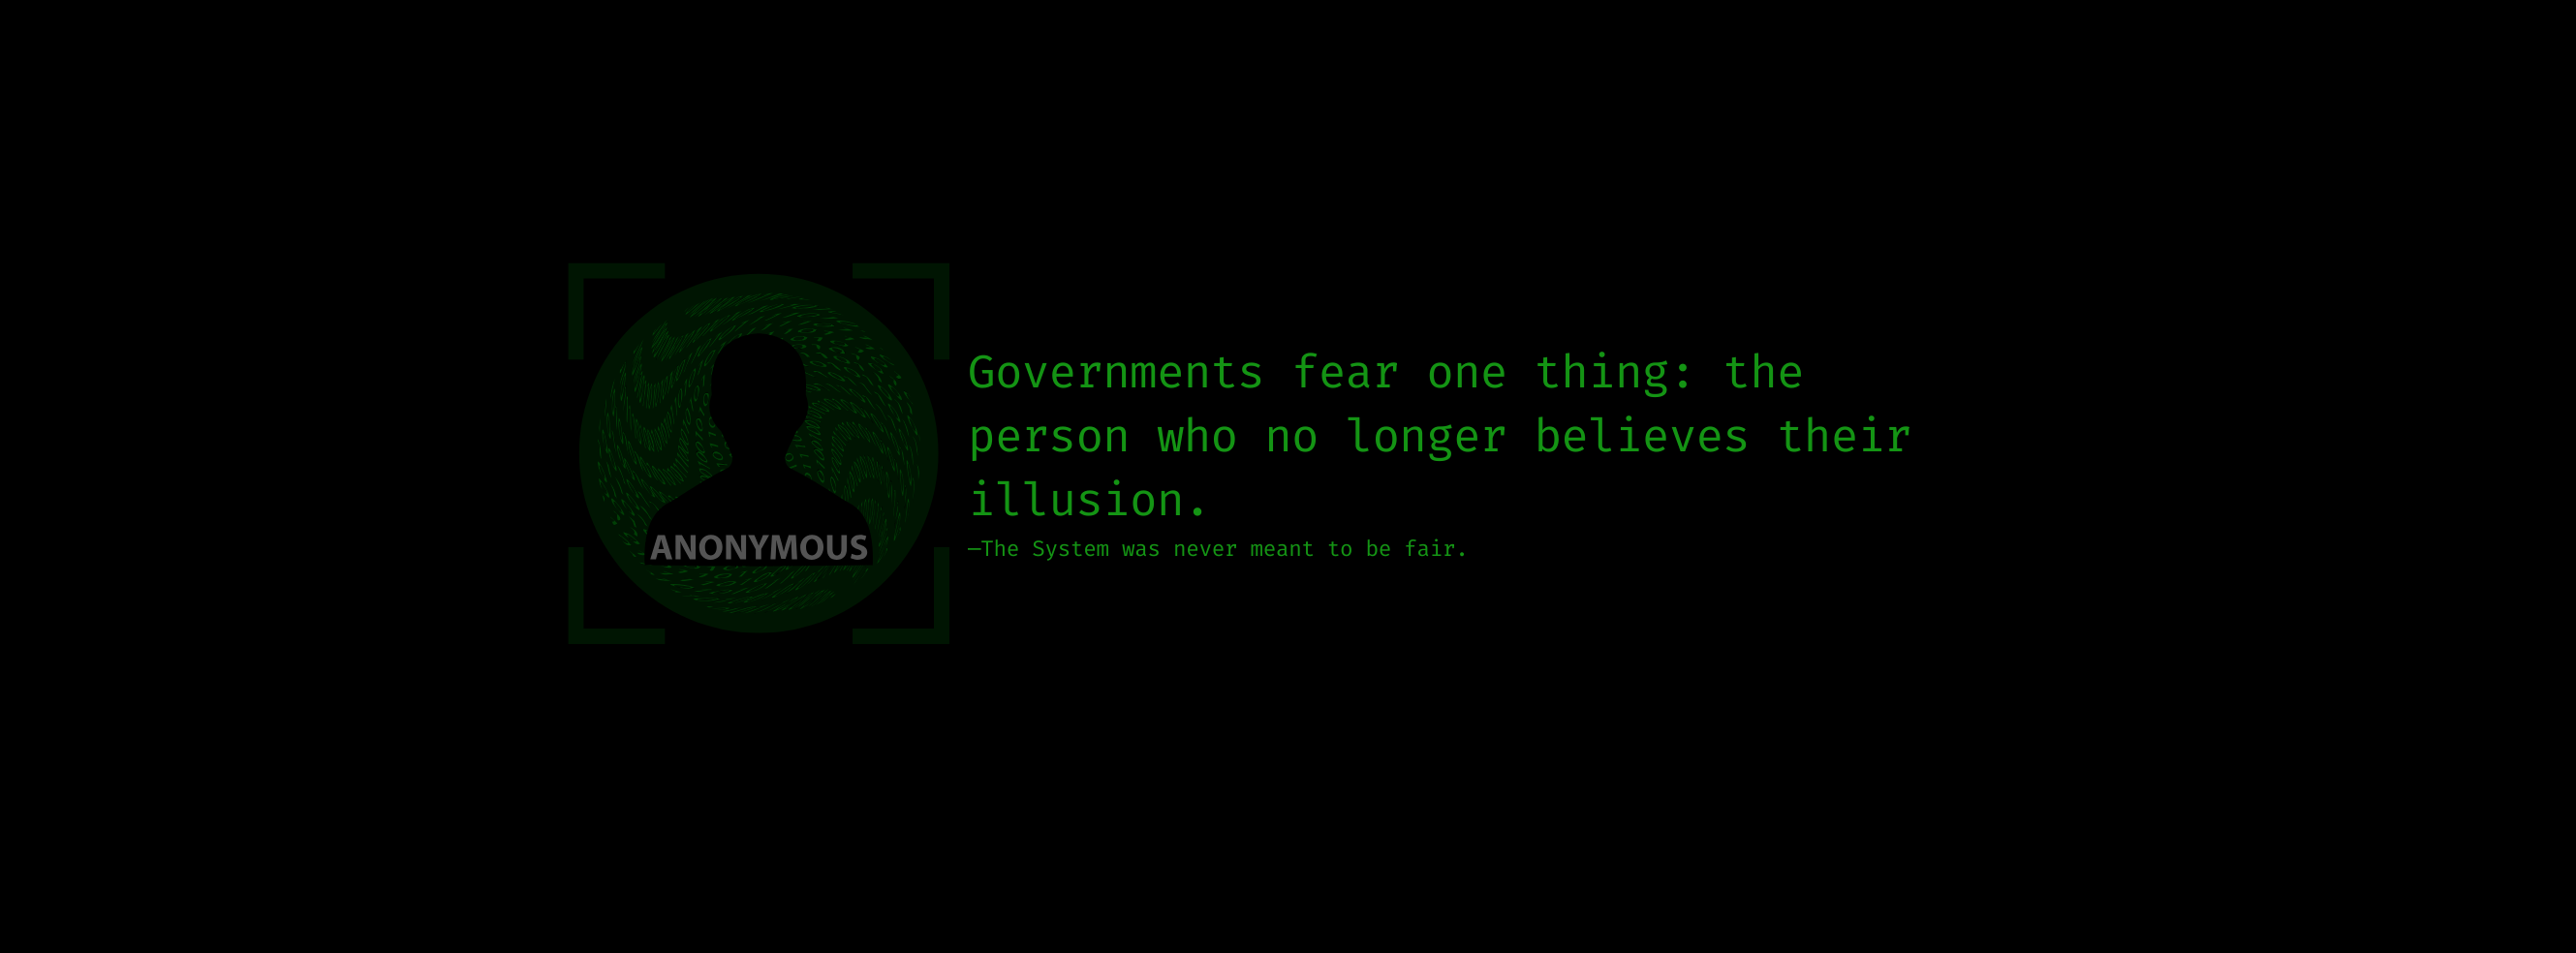 Governments fear one thing: the
person who no longer believes their
illusion.
—The System was never meant to be fair.
ANONYMOUS